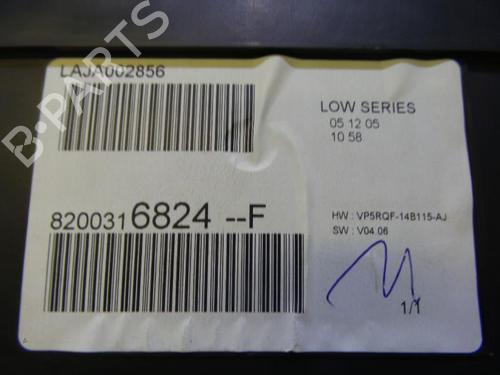 LAJA002856
LOW SERIES
05 12 05
10 58
8200316824 --F
HW : VP5RQF-14B115-AJ
SW : V04.06
1/1
B-PARTS